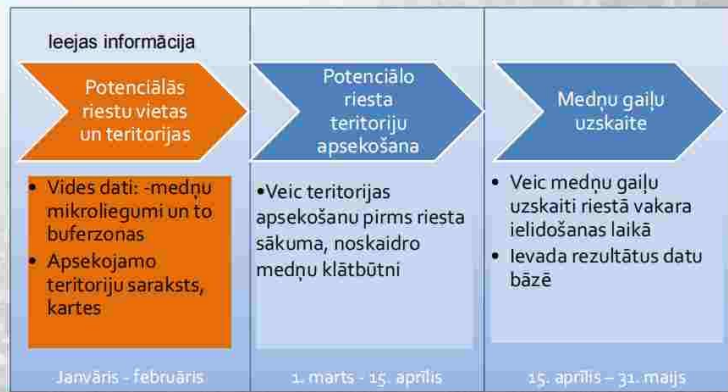 Ieejas informācija
Potenciālās
riestu vietas
un teritorijas
• Vides dati: -medņu
mikroliegumi un to
buferzonas
• Apsekojamo
teritoriju saraksts,
kartes
Janvāris - februāris
Potenciālo
riesta
teritoriju
apsekošana
•Veic teritorijas
apsekošanu pirms riesta
sākuma, noskaidro
medņu klātbūtni
1. marts - 15. aprīlis
Medņu gaiļu
uzskaite
• Veic medņu gaiļu
uzskaiti riestā vakara
ielidošanas laikā
• Ievada rezultātus datu
bāzē
15. aprīlis – 31. maijs